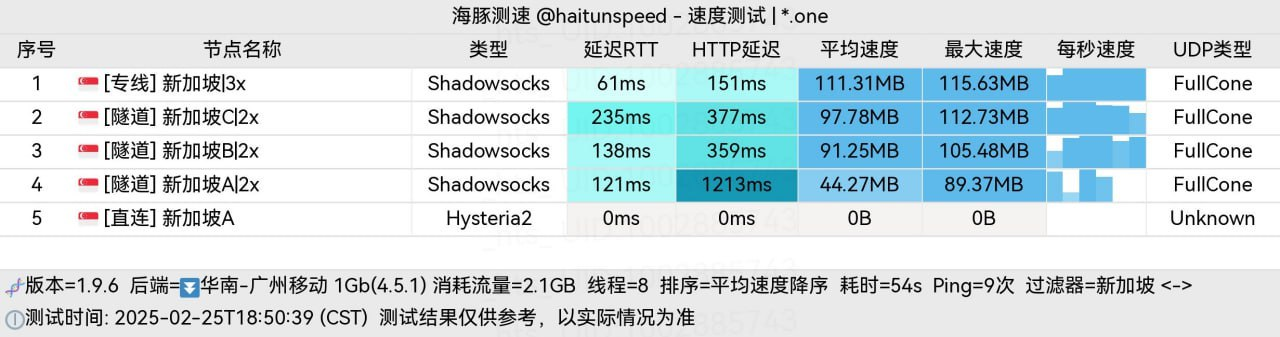 海豚测速 @haitunspeed - 速度测试 | *.one
序号 节点名称 类型 延迟RTT HTTP延迟 平均速度 最大速度 每秒速度 UDP类型
1 [专线] 新加坡|3x Shadowsocks 61ms 151ms 111.31MB 115.63MB FullCone
2 [隧道] 新加坡C|2x Shadowsocks 235ms 377ms 97.78MB 112.73MB FullCone
3 [隧道] 新加坡B|2x Shadowsocks 138ms 359ms 91.25MB 105.48MB FullCone
4 [隧道] 新加坡A|2x Shadowsocks 121ms 1213ms 44.27MB 89.37MB FullCone
5 [直连] 新加坡A Hysteria2 0ms 0ms 0B 0B Unknown
版本=1.9.6 后端=华南-广州移动 1Gb(4.5.1) 消耗流量=2.1GB 线程=8 排序=平均速度降序 耗时=54s Ping=9次 过滤器=新加坡 <->
测试时间: 2025-02-25T18:50:39 (CST) 测试结果仅供参考，以实际情况为准